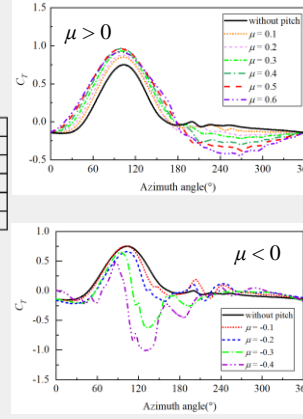 μ > 0
without pitch
μ = 0.1
μ = 0.2
μ = 0.3
μ = 0.4
μ = 0.5
μ = 0.6
1.5
1.0
0.5
0.0
-0.5
C_T
0 60 120 180 240 300 36
Azimuth angle(°)
μ < 0
without pitch
μ = -0.1
μ = -0.2
μ = -0.3
μ = -0.4
1.0
0.5
0.0
-0.5
-1.0
-1.5
C_T
0 60 120 180 240 300 36
Azimuth angle(°)